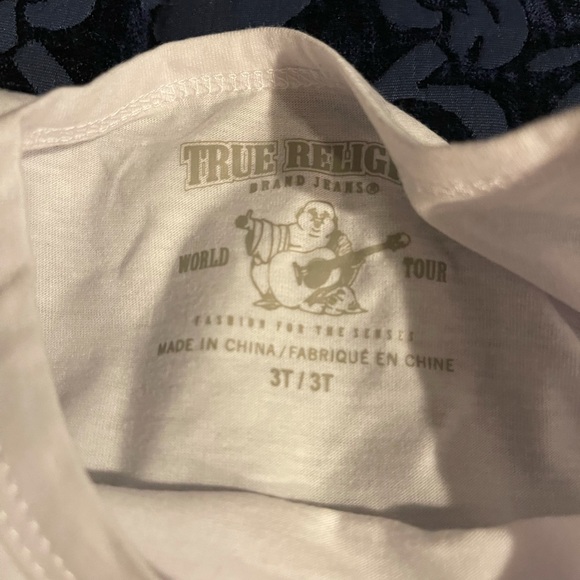 TRUE RELIGI
BRAND JEANS®
WORLD TOUR
FASHION FOR THE SENSES
MADE IN CHINA/FABRIQUÉ EN CHINE
3T/3T